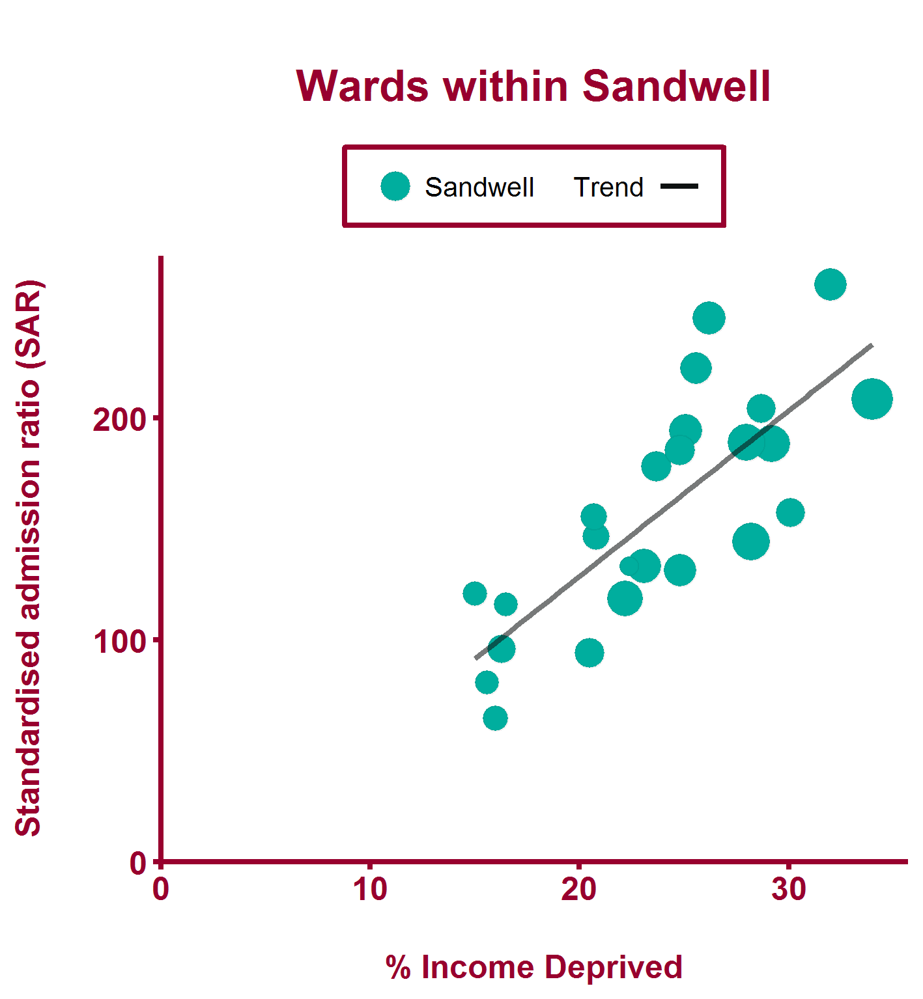 Wards within Sandwell
Sandwell Trend
Standardised admission ratio (SAR)
200
100
0
0 10 20 30
% Income Deprived